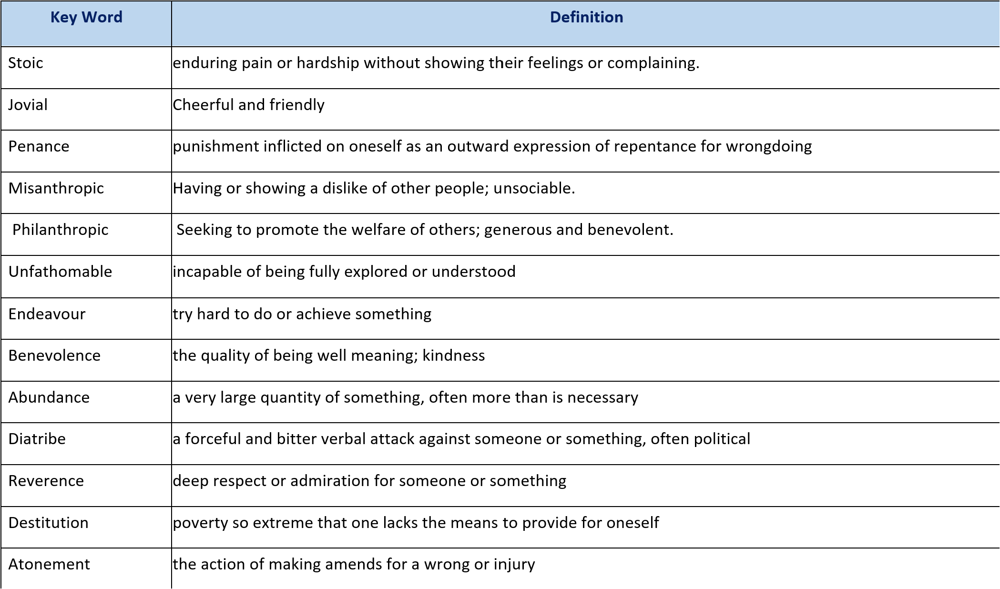 Key Word Definition
Stoic enduring pain or hardship without showing their feelings or complaining.
Jovial Cheerful and friendly
Penance punishment inflicted on oneself as an outward expression of repentance for wrongdoing
Misanthropic Having or showing a dislike of other people; unsociable.
Philanthropic Seeking to promote the welfare of others; generous and benevolent.
Unfathomable incapable of being fully explored or understood
Endeavour try hard to do or achieve something
Benevolence the quality of being well meaning; kindness
Abundance a very large quantity of something, often more than is necessary
Diatribe a forceful and bitter verbal attack against someone or something, often political
Reverence deep respect or admiration for someone or something
Destitution poverty so extreme that one lacks the means to provide for oneself
Atonement the action of making amends for a wrong or injury